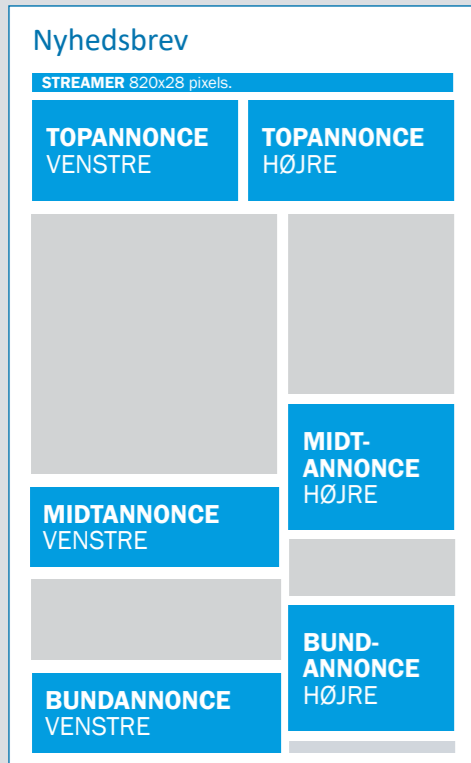 Nyhedsbrev
STREAMER 820x28 pixels.
TOPANNONCE
VENSTRE
TOPANNONCE
HØJRE
MIDT-
ANNONCE
HØJRE
MIDTANNONCE
VENSTRE
BUND-
ANNONCE
HØJRE
BUNDANNONCE
VENSTRE